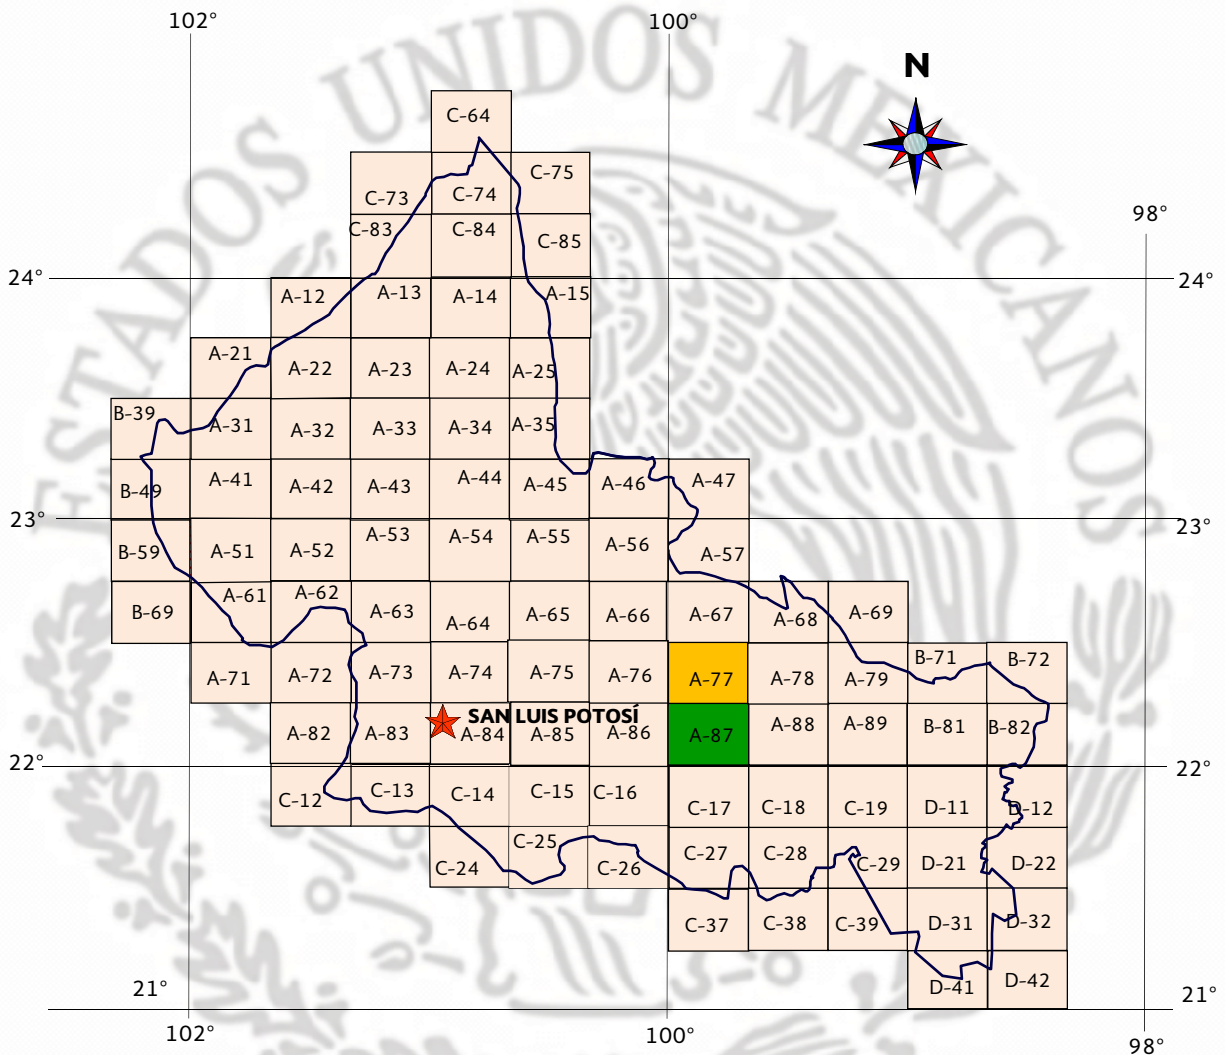 ESTADOS UNIDOS MEXICANOS
102°
100°
N
98°
C-64
C-73
C-74
C-75
C-83
C-84
C-85
24°
24°
A-12
A-13
A-14
A-15
A-21
A-22
A-23
A-24
A-25
B-39
A-31
A-32
A-33
A-34
A-35
B-49
A-41
A-42
A-43
A-44
A-45
A-46
A-47
23°
23°
B-59
A-51
A-52
A-53
A-54
A-55
A-56
A-57
B-69
A-61
A-62
A-63
A-64
A-65
A-66
A-67
A-68
A-69
A-71
A-72
A-73
A-74
A-75
A-76
A-77
A-78
A-79
B-71
B-72
SAN LUIS POTOSÍ
A-82
A-83
A-84
A-85
A-86
A-87
A-88
A-89
B-81
B-82
22°
22°
C-12
C-13
C-14
C-15
C-16
C-17
C-18
C-19
D-11
D-12
C-24
C-25
C-26
C-27
C-28
C-29
D-21
D-22
C-37
C-38
C-39
D-31
D-32
D-41
D-42
21°
21°
102°
100°
98°